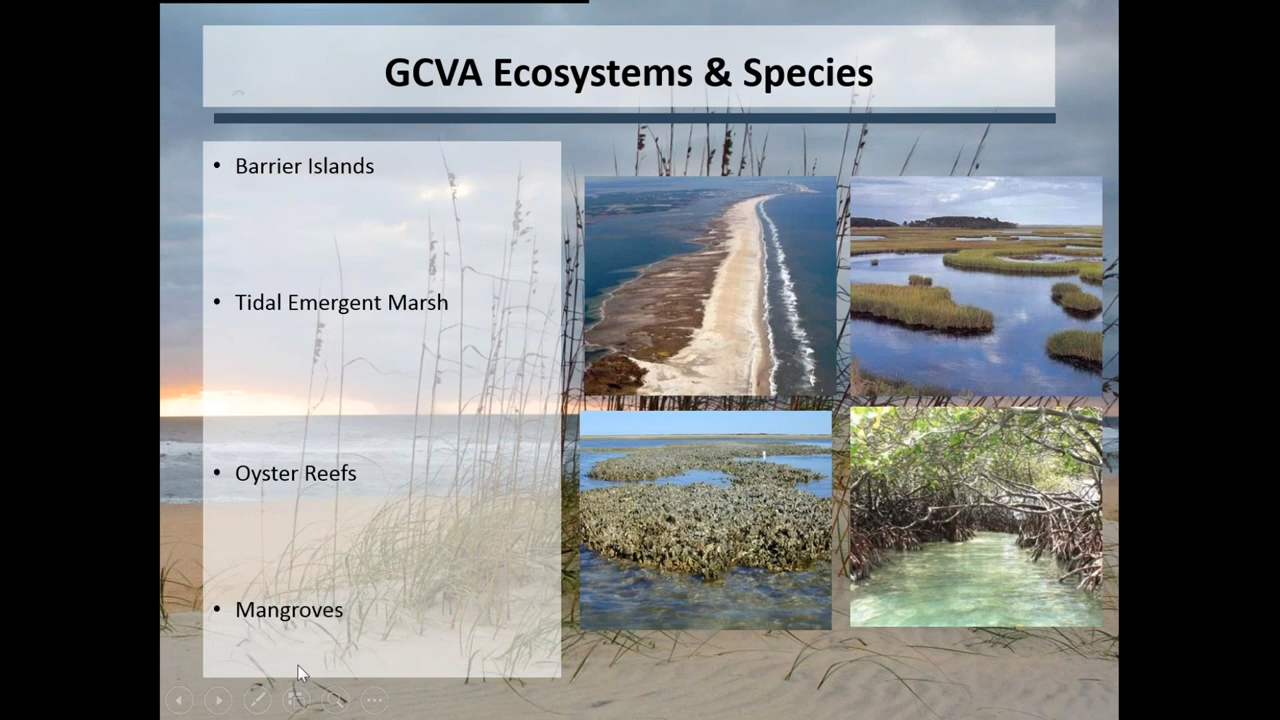 GCVA Ecosystems & Species
• Barrier Islands
• Tidal Emergent Marsh
• Oyster Reefs
• Mangroves